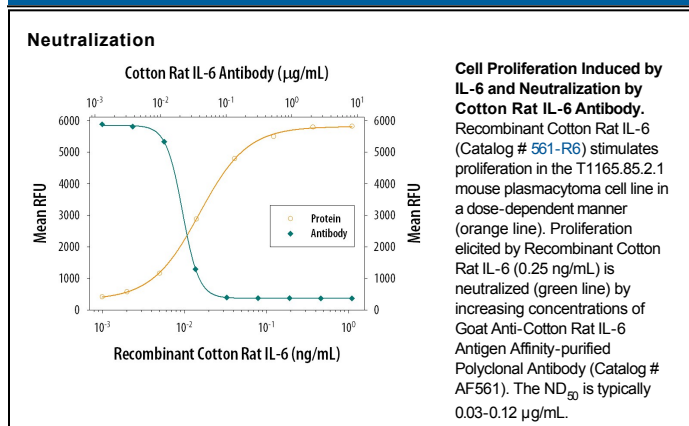 Neutralization
Cotton Rat IL-6 Antibody (µg/mL)
10-3 10-2 10-1 100 101
6000 6000
5000 5000
4000 4000
3000 3000
2000 2000
1000 1000
0 0
Mean RFU
Mean RFU
Protein
Antibody
10-3 10-2 10-1 100
Recombinant Cotton Rat IL-6 (ng/mL)
Cell Proliferation Induced by
IL-6 and Neutralization by
Cotton Rat IL-6 Antibody.
Recombinant Cotton Rat IL-6
(Catalog # 561-R6) stimulates
proliferation in the T1165.85.2.1
mouse plasmacytoma cell line in
a dose-dependent manner
(orange line). Proliferation
elicited by Recombinant Cotton
Rat IL-6 (0.25 ng/mL) is
neutralized (green line) by
increasing concentrations of
Goat Anti-Cotton Rat IL-6
Antigen Affinity-purified
Polyclonal Antibody (Catalog #
AF561). The ND50 is typically
0.03-0.12 µg/mL.